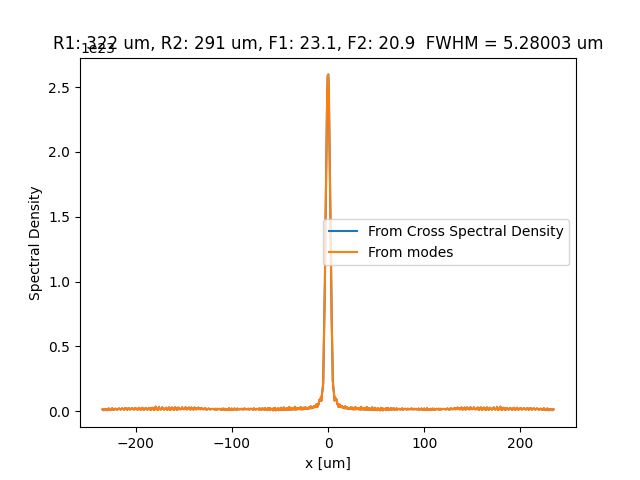 R1: 322 um, R2: 291 um, F1: 23.1, F2: 20.9  FWHM = 5.28003 um
1e23
2.5
2.0
1.5
1.0
0.5
0.0
Spectral Density
From Cross Spectral Density
From modes
−200
−100
0
100
200
x [um]